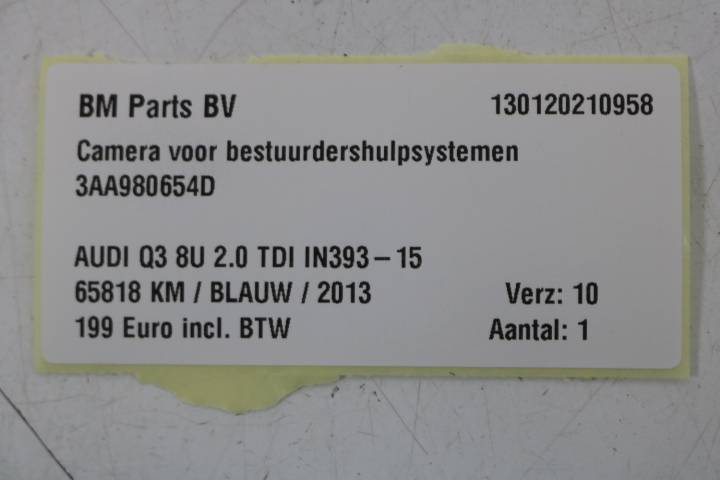 BM Parts BV 130120210958
Camera voor bestuurdershulpsystemen
3AA980654D
AUDI Q3 8U 2.0 TDI IN393-15
65818 KM / BLAUW / 2013 Verz: 10
199 Euro incl. BTW Aantal: 1